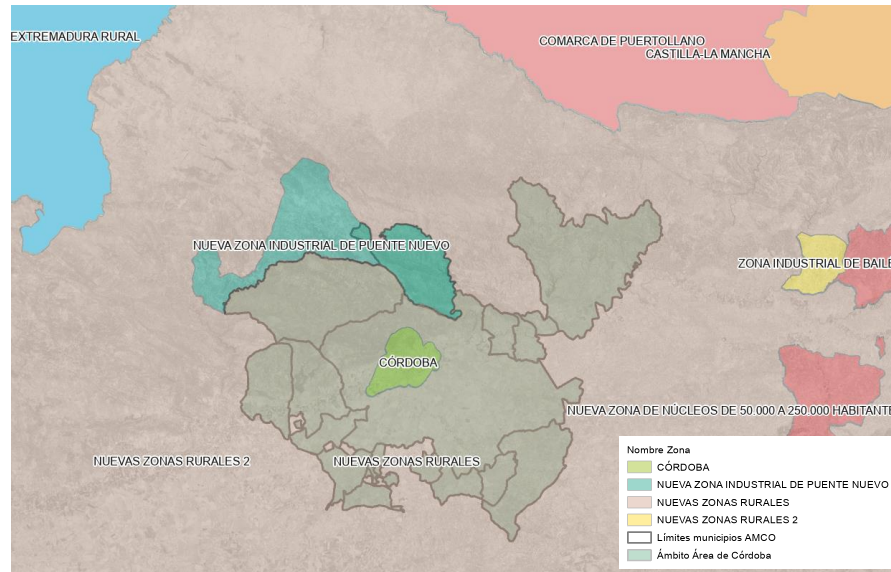 EXTREMADURA RURAL
COMARCA DE PUERTOLLANO
CASTILLA-LA MANCHA
NUEVA ZONA INDUSTRIAL DE PUENTE NUEVO
ZONA INDUSTRIAL DE BAILE
CÓRDOBA
NUEVA ZONA DE NÚCLEOS DE 50.000 A 250.000 HABITANTE
NUEVAS ZONAS RURALES 2
NUEVAS ZONAS RURALES
Nombre Zona
CÓRDOBA
NUEVA ZONA INDUSTRIAL DE PUENTE NUEVO
NUEVAS ZONAS RURALES
NUEVAS ZONAS RURALES 2
Límites municipios AMCO
Ámbito Área de Córdoba